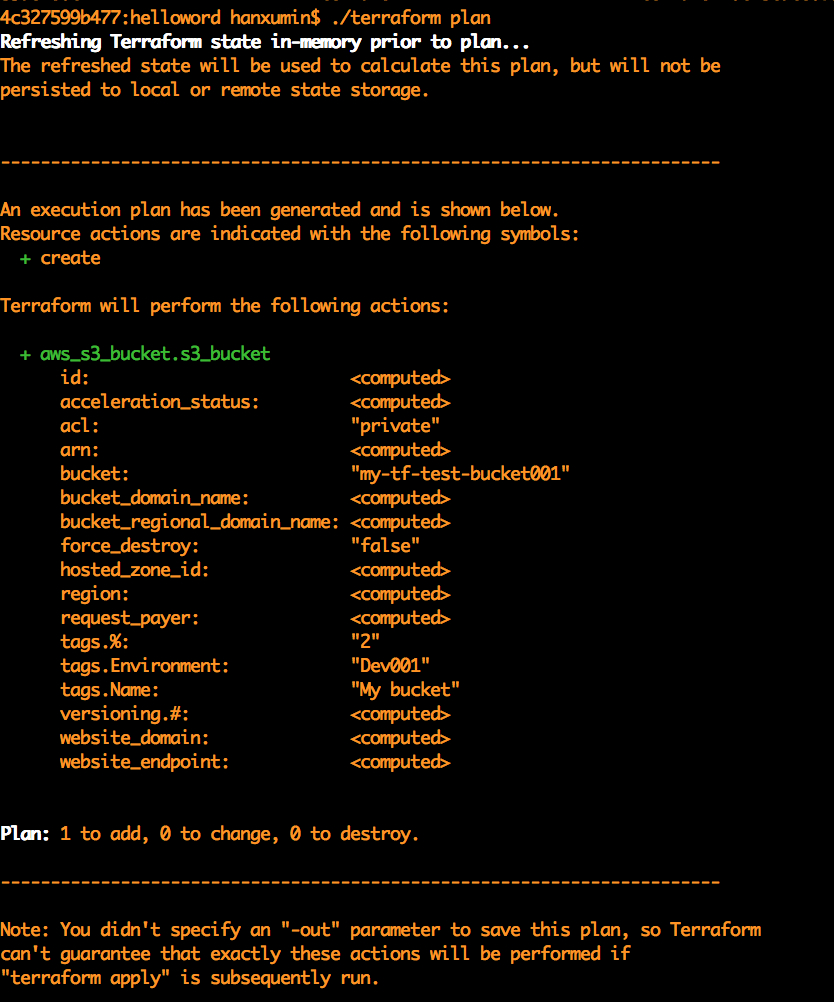 4c327599b477:helloword hanxumin$ ./terraform plan
Refreshing Terraform state in-memory prior to plan...
The refreshed state will be used to calculate this plan, but will not be
persisted to local or remote state storage.
------------------------------------------------------------------------
An execution plan has been generated and is shown below.
Resource actions are indicated with the following symbols:
  + create
Terraform will perform the following actions:
  + aws_s3_bucket.s3_bucket
      id:                          <computed>
      acceleration_status:         <computed>
      acl:                         "private"
      arn:                         <computed>
      bucket:                      "my-tf-test-bucket001"
      bucket_domain_name:          <computed>
      bucket_regional_domain_name: <computed>
      force_destroy:               "false"
      hosted_zone_id:              <computed>
      region:                      <computed>
      request_payer:               <computed>
      tags.%:                      "2"
      tags.Environment:            "Dev001"
      tags.Name:                   "My bucket"
      versioning.#:                <computed>
      website_domain:              <computed>
      website_endpoint:            <computed>
Plan: 1 to add, 0 to change, 0 to destroy.
------------------------------------------------------------------------
Note: You didn't specify an "-out" parameter to save this plan, so Terraform
can't guarantee that exactly these actions will be performed if
"terraform apply" is subsequently run.